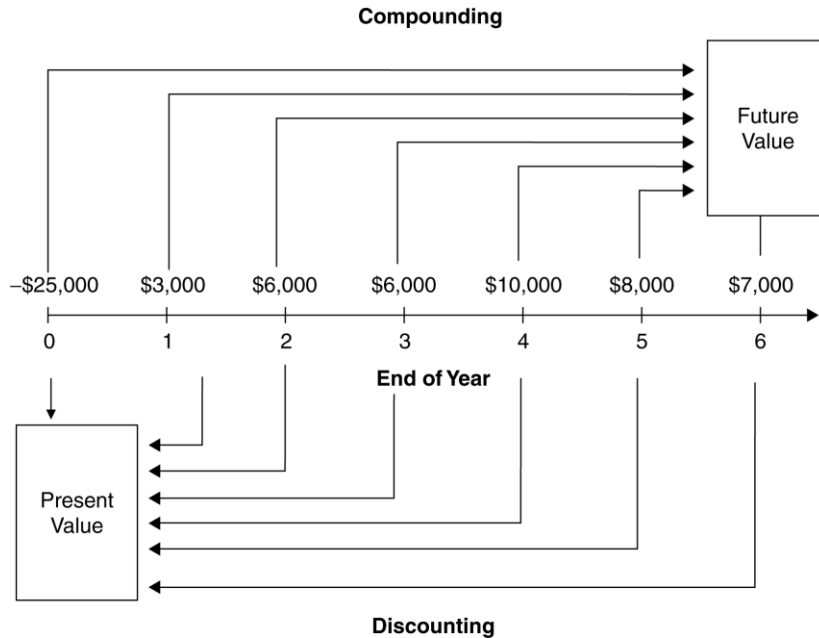 Compounding
Future
Value
–$25,000 $3,000 $6,000 $6,000 $10,000 $8,000 $7,000
0 1 2 3 4 5 6
End of Year
Present
Value
Discounting